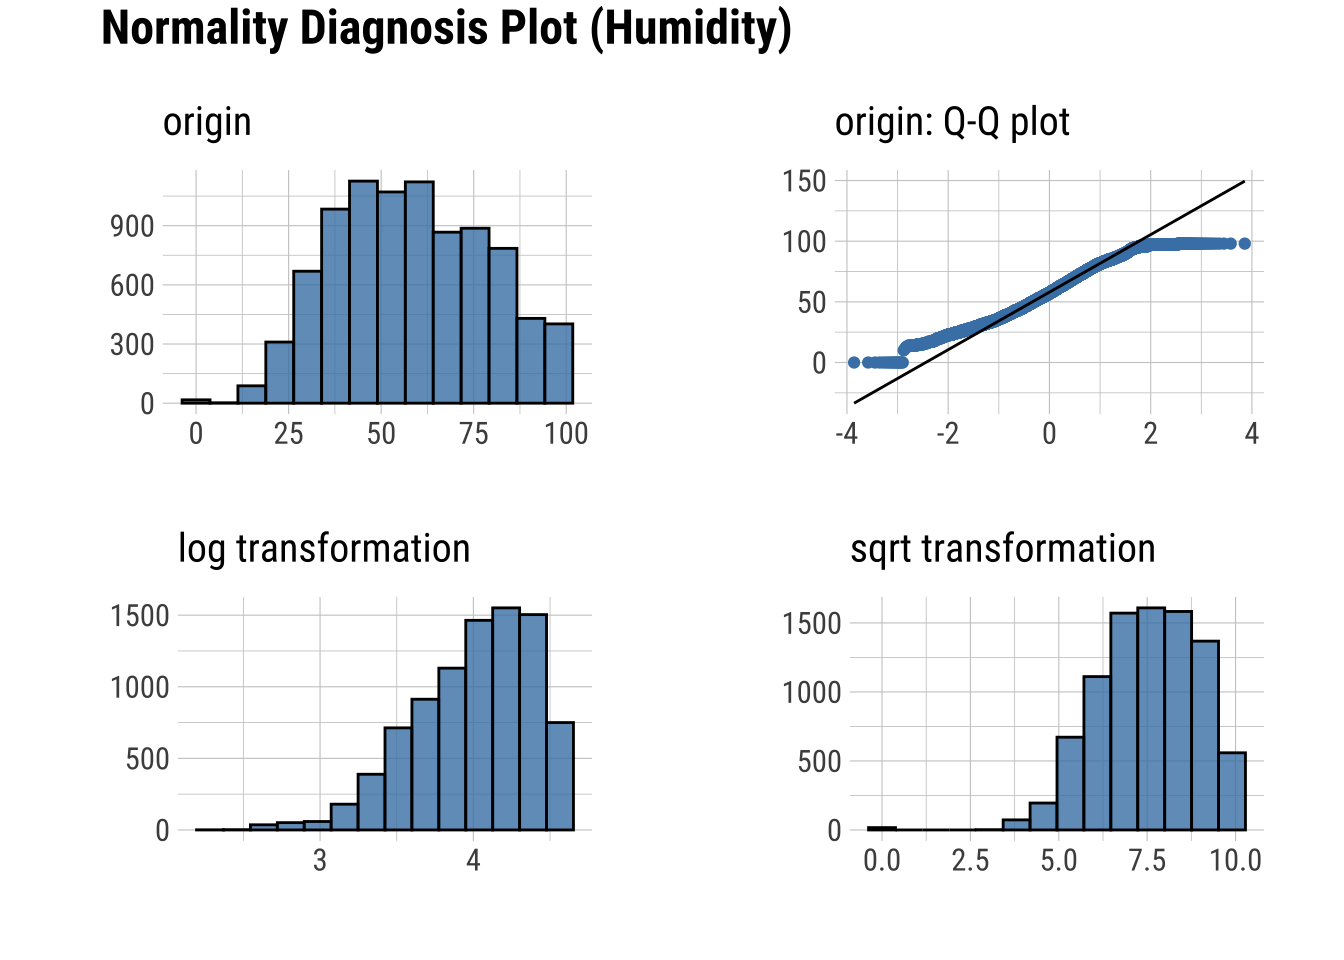 Normality Diagnosis Plot (Humidity)
origin
900
600
300
0
0 25 50 75 100
origin: Q-Q plot
150
100
50
0
-4 -2 0 2 4
log transformation
1500
1000
500
0
3 4
sqrt transformation
1500
1000
500
0
0.0 2.5 5.0 7.5 10.0